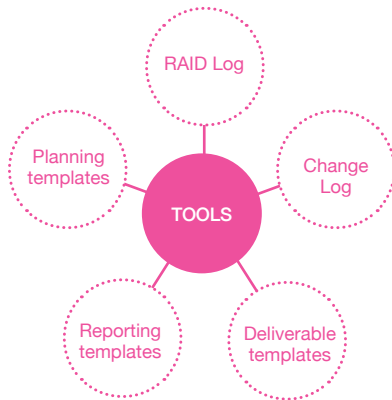 RAID Log
Planning
templates
Change
Log
TOOLS
Reporting
templates
Deliverable
templates